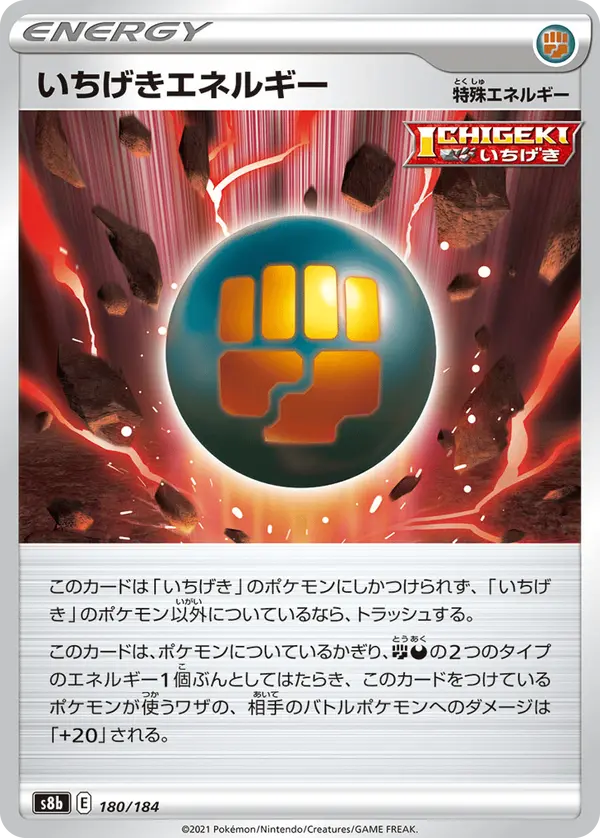 ENERGY
いちげきエネルギー
とくしゅ
特殊エネルギー
ICHIGEKI
いちげき
このカードは「いちげき」のポケモンにしかつけられず、「いちげ
いがい
き」のポケモン以外についているなら、トラッシュする。
とうあく
このカードは、ポケモンについているかぎり、闘悪の2つのタイプ
こ
のエネルギー1個ぶんとしてはたらき、このカードをつけている
つか あいて
ポケモンが使うワザの、相手のバトルポケモンへのダメージは
「+20」される。
s8b E 180/184
©2021 Pokémon/Nintendo/Creatures/GAME FREAK.